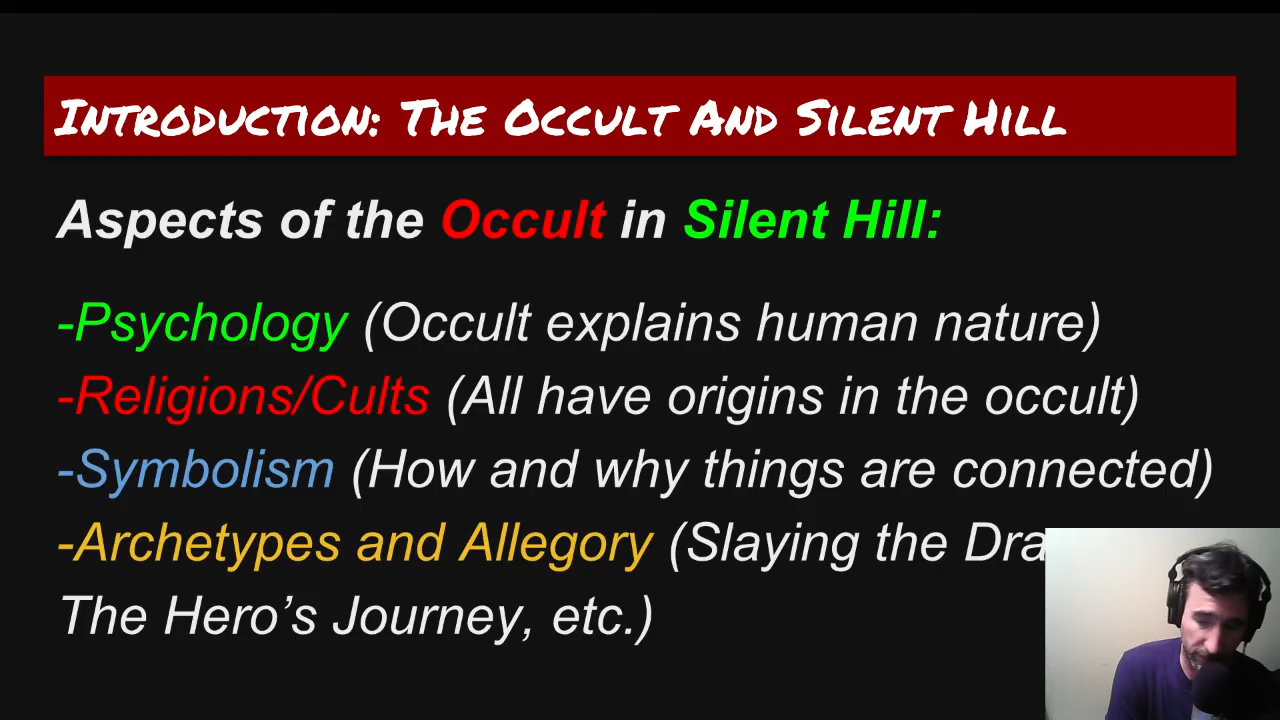 Introduction: The Occult And Silent Hill
Aspects of the Occult in Silent Hill:
-Psychology (Occult explains human nature)
-Religions/Cults (All have origins in the occult)
-Symbolism (How and why things are connected)
-Archetypes and Allegory (Slaying the
The Hero’s Journey, etc.)